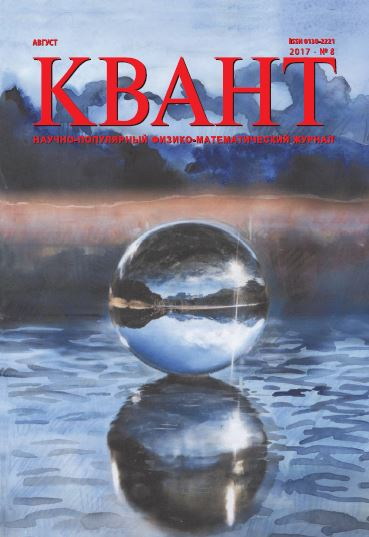 АВГУСТ
ISSN 0130-2221
2017 · № 8
КВАНТ
НАУЧНО-ПОПУЛЯРНЫЙ ФИЗИКО-МАТЕМАТИЧЕСКИЙ ЖУРНАЛ